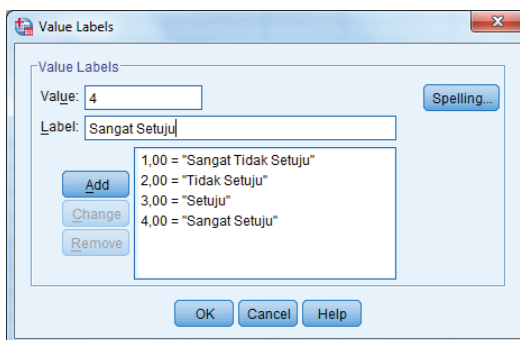 Value Labels
Value Labels
Value: 4
Spelling...
Label: Sangat Setuju
1,00 = "Sangat Tidak Setuju"
Add
2,00 = "Tidak Setuju"
Change
3,00 = "Setuju"
Remove
4,00 = "Sangat Setuju"
OK Cancel Help